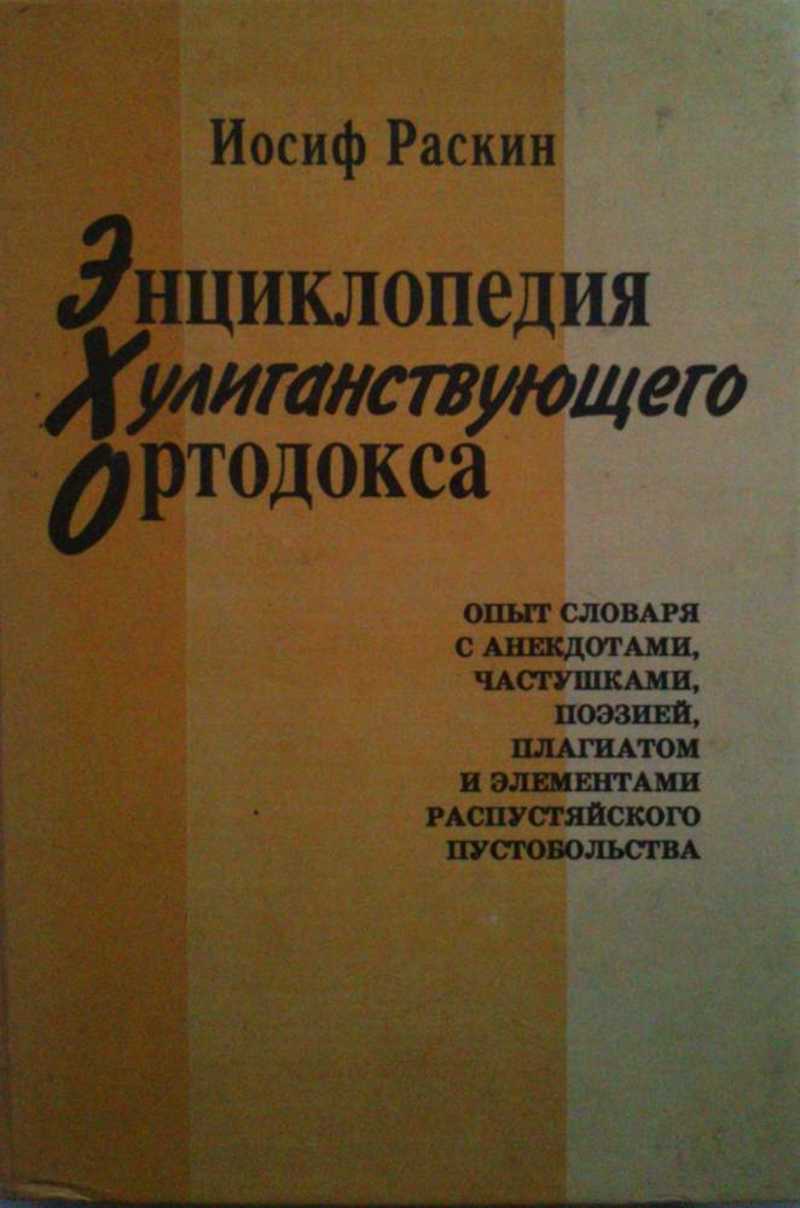 Иосиф Раскин
Энциклопедия
Хулиганствующего
Ортодокса
ОПЫТ СЛОВАРЯ
С АНЕКДОТАМИ,
ЧАСТУШКАМИ,
ПОЭЗИЕЙ,
ПЛАГИАТОМ
И ЭЛЕМЕНТАМИ
РАСПУСТЯЙСКОГО
ПУСТОБОЛЬСТВА